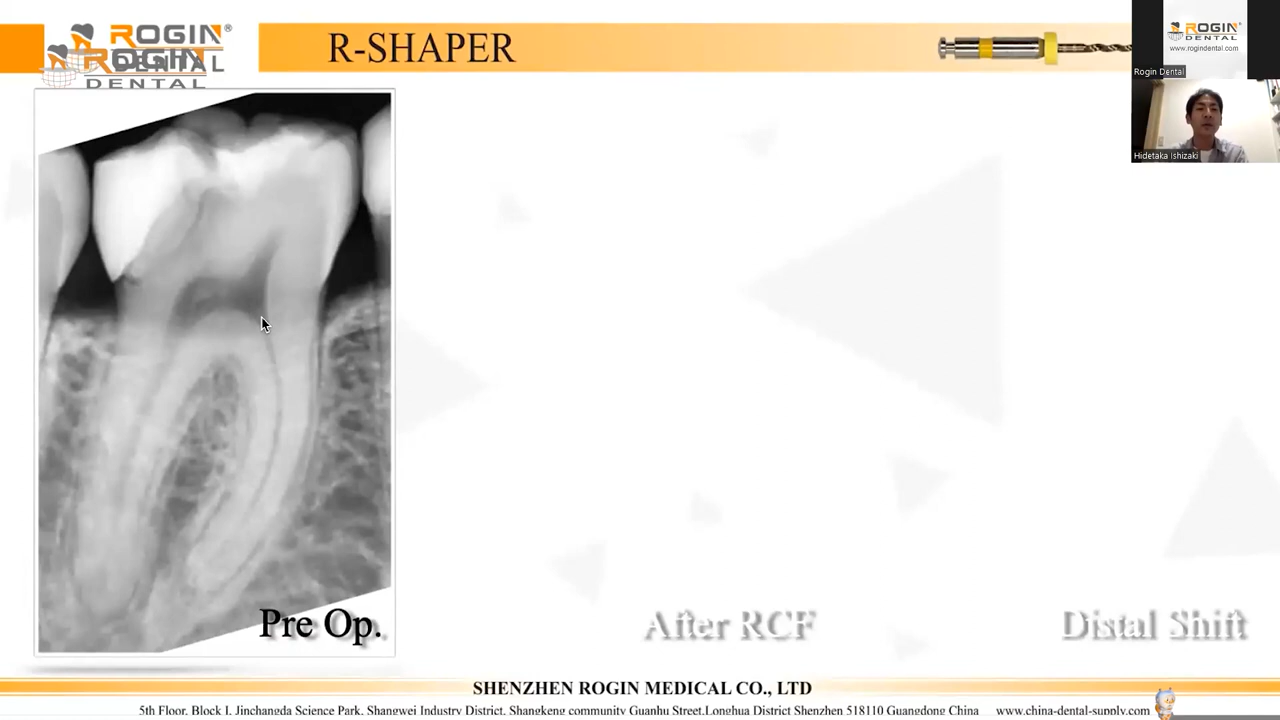 ROGIN®
DENTAL
ROGIN
DENTAL
R-SHAPER
ROGIN
DENTAL
www.rogindental.com
Rogin Dental
Hidetaka Ishizaki
Pre Op.
After RCF
Distal Shift
SHENZHEN ROGIN MEDICAL CO., LTD
5th Floor, Block I, Jinchangda Science Park, Shangwei Industry District, Shangkeng community Guanhu Street,Longhua District Shenzhen 518110 Guangdong China www.china-dental-supply.com